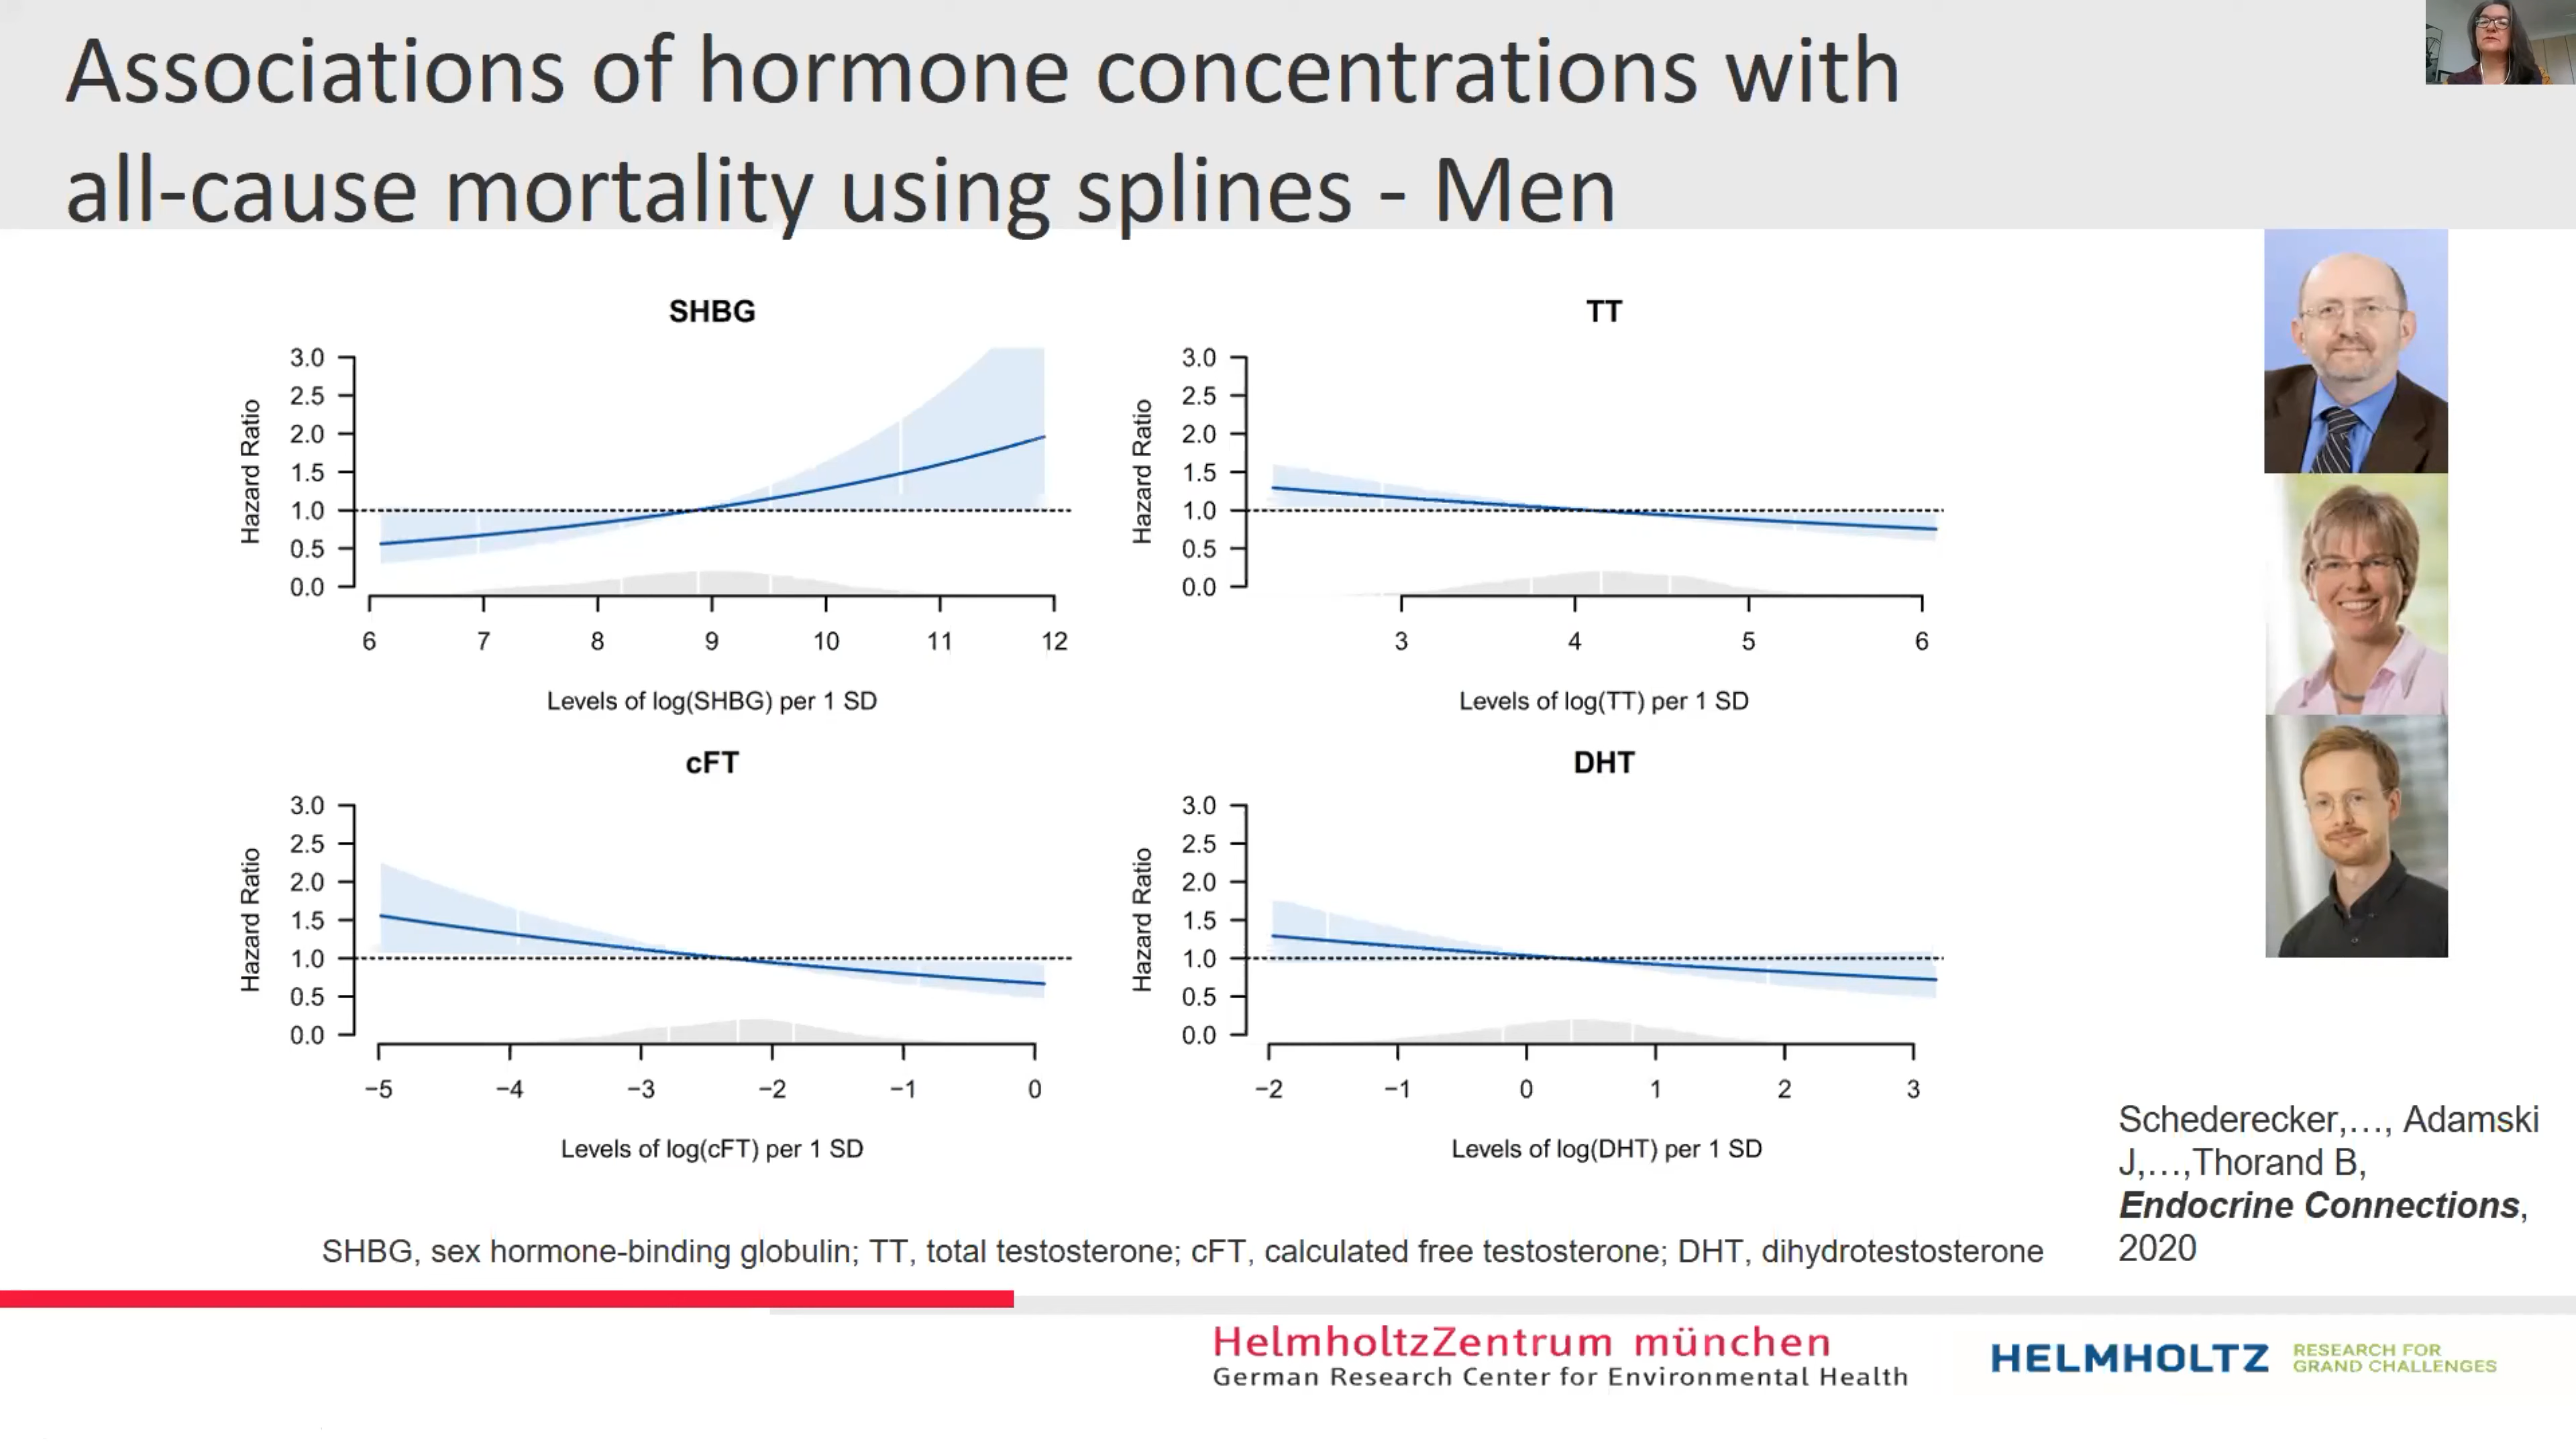 Associations of hormone concentrations with
all-cause mortality using splines - Men
SHBG
Hazard Ratio
3.0
2.5
2.0
1.5
1.0
0.5
0.0
6 7 8 9 10 11 12
Levels of log(SHBG) per 1 SD
TT
Hazard Ratio
3.0
2.5
2.0
1.5
1.0
0.5
0.0
3 4 5 6
Levels of log(TT) per 1 SD
cFT
Hazard Ratio
3.0
2.5
2.0
1.5
1.0
0.5
0.0
−5 −4 −3 −2 −1 0
Levels of log(cFT) per 1 SD
DHT
Hazard Ratio
3.0
2.5
2.0
1.5
1.0
0.5
0.0
−2 −1 0 1 2 3
Levels of log(DHT) per 1 SD
Schederecker,…, Adamski
J,…,Thorand B,
Endocrine Connections,
2020
SHBG, sex hormone-binding globulin; TT, total testosterone; cFT, calculated free testosterone; DHT, dihydrotestosterone
HelmholtzZentrum münchen
German Research Center for Environmental Health
HELMHOLTZ
RESEARCH FOR
GRAND CHALLENGES